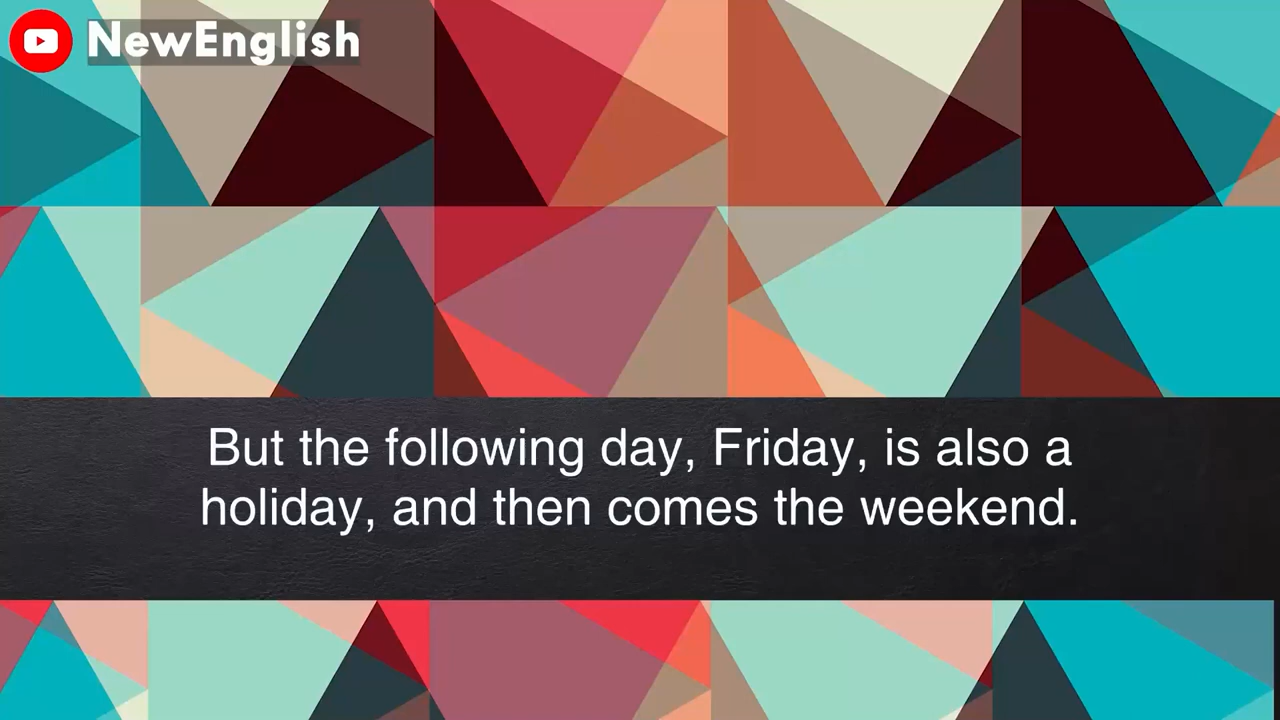 NewEnglish
But the following day, Friday, is also a
holiday, and then comes the weekend.